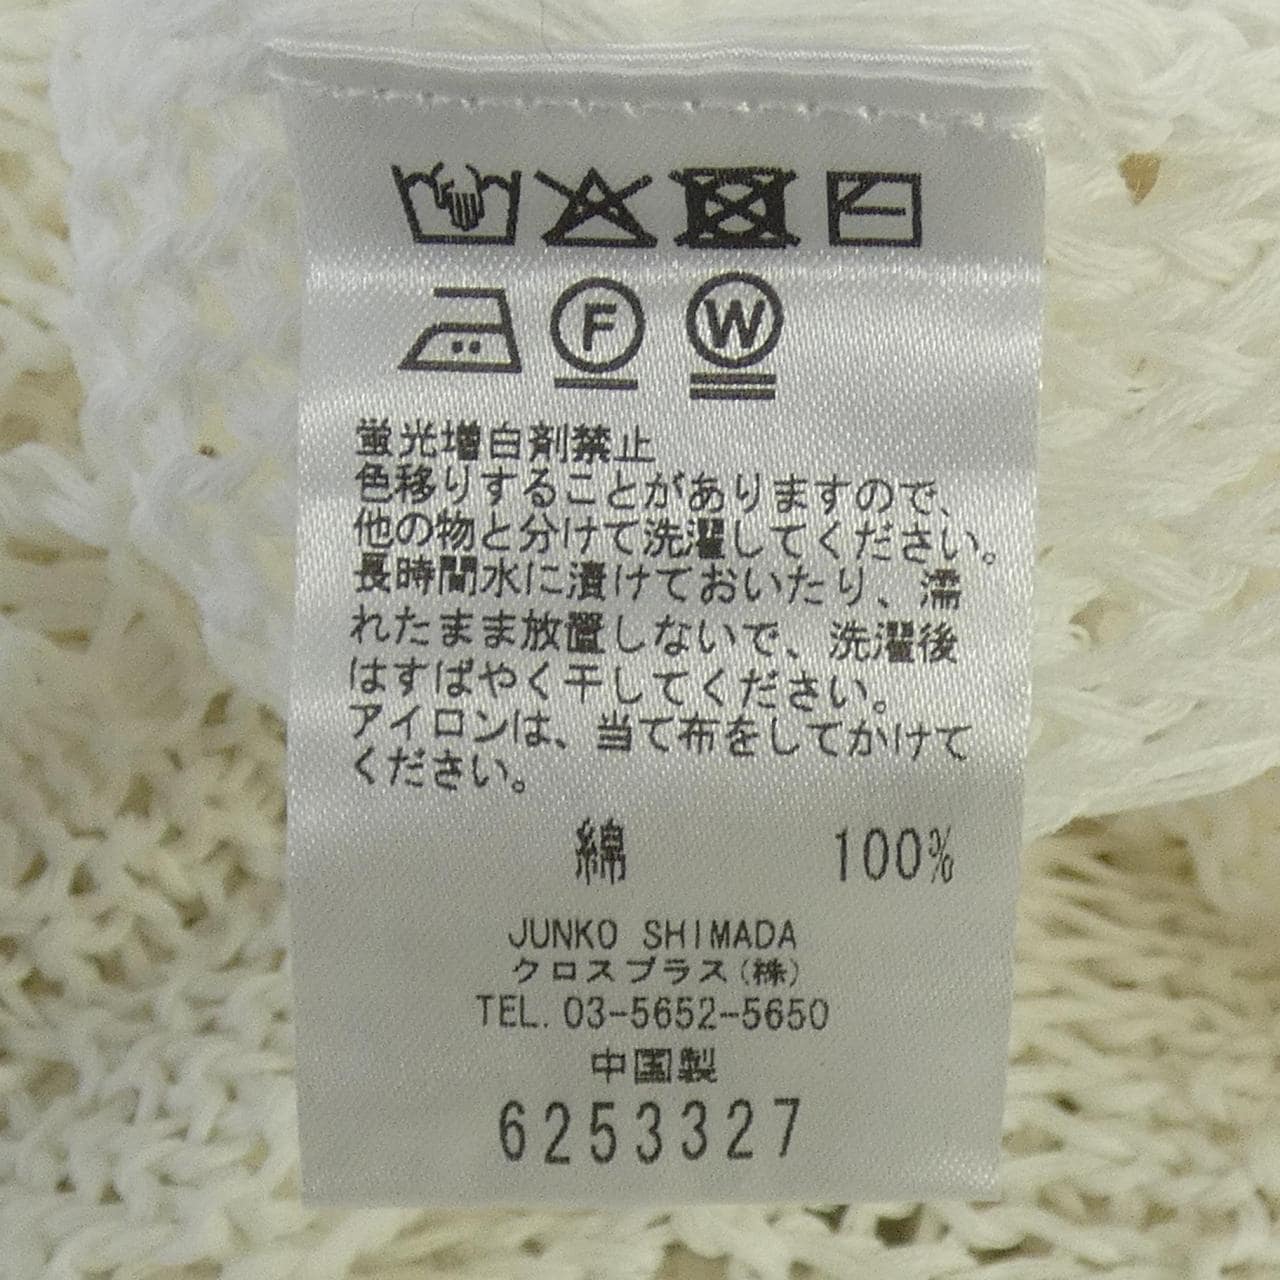 F W
蛍光増白剤禁止
色移りすることがありますので、
他の物と分けて洗濯してください。
長時間水に漬けておいたり、濡
れたまま放置しないで、洗濯後
はすばやく干してください。
アイロンは、当て布をしてかけて
ください。
綿 100%
JUNKO SHIMADA
クロスプラス(株)
TEL. 03-5652-5650
中国製
6253327